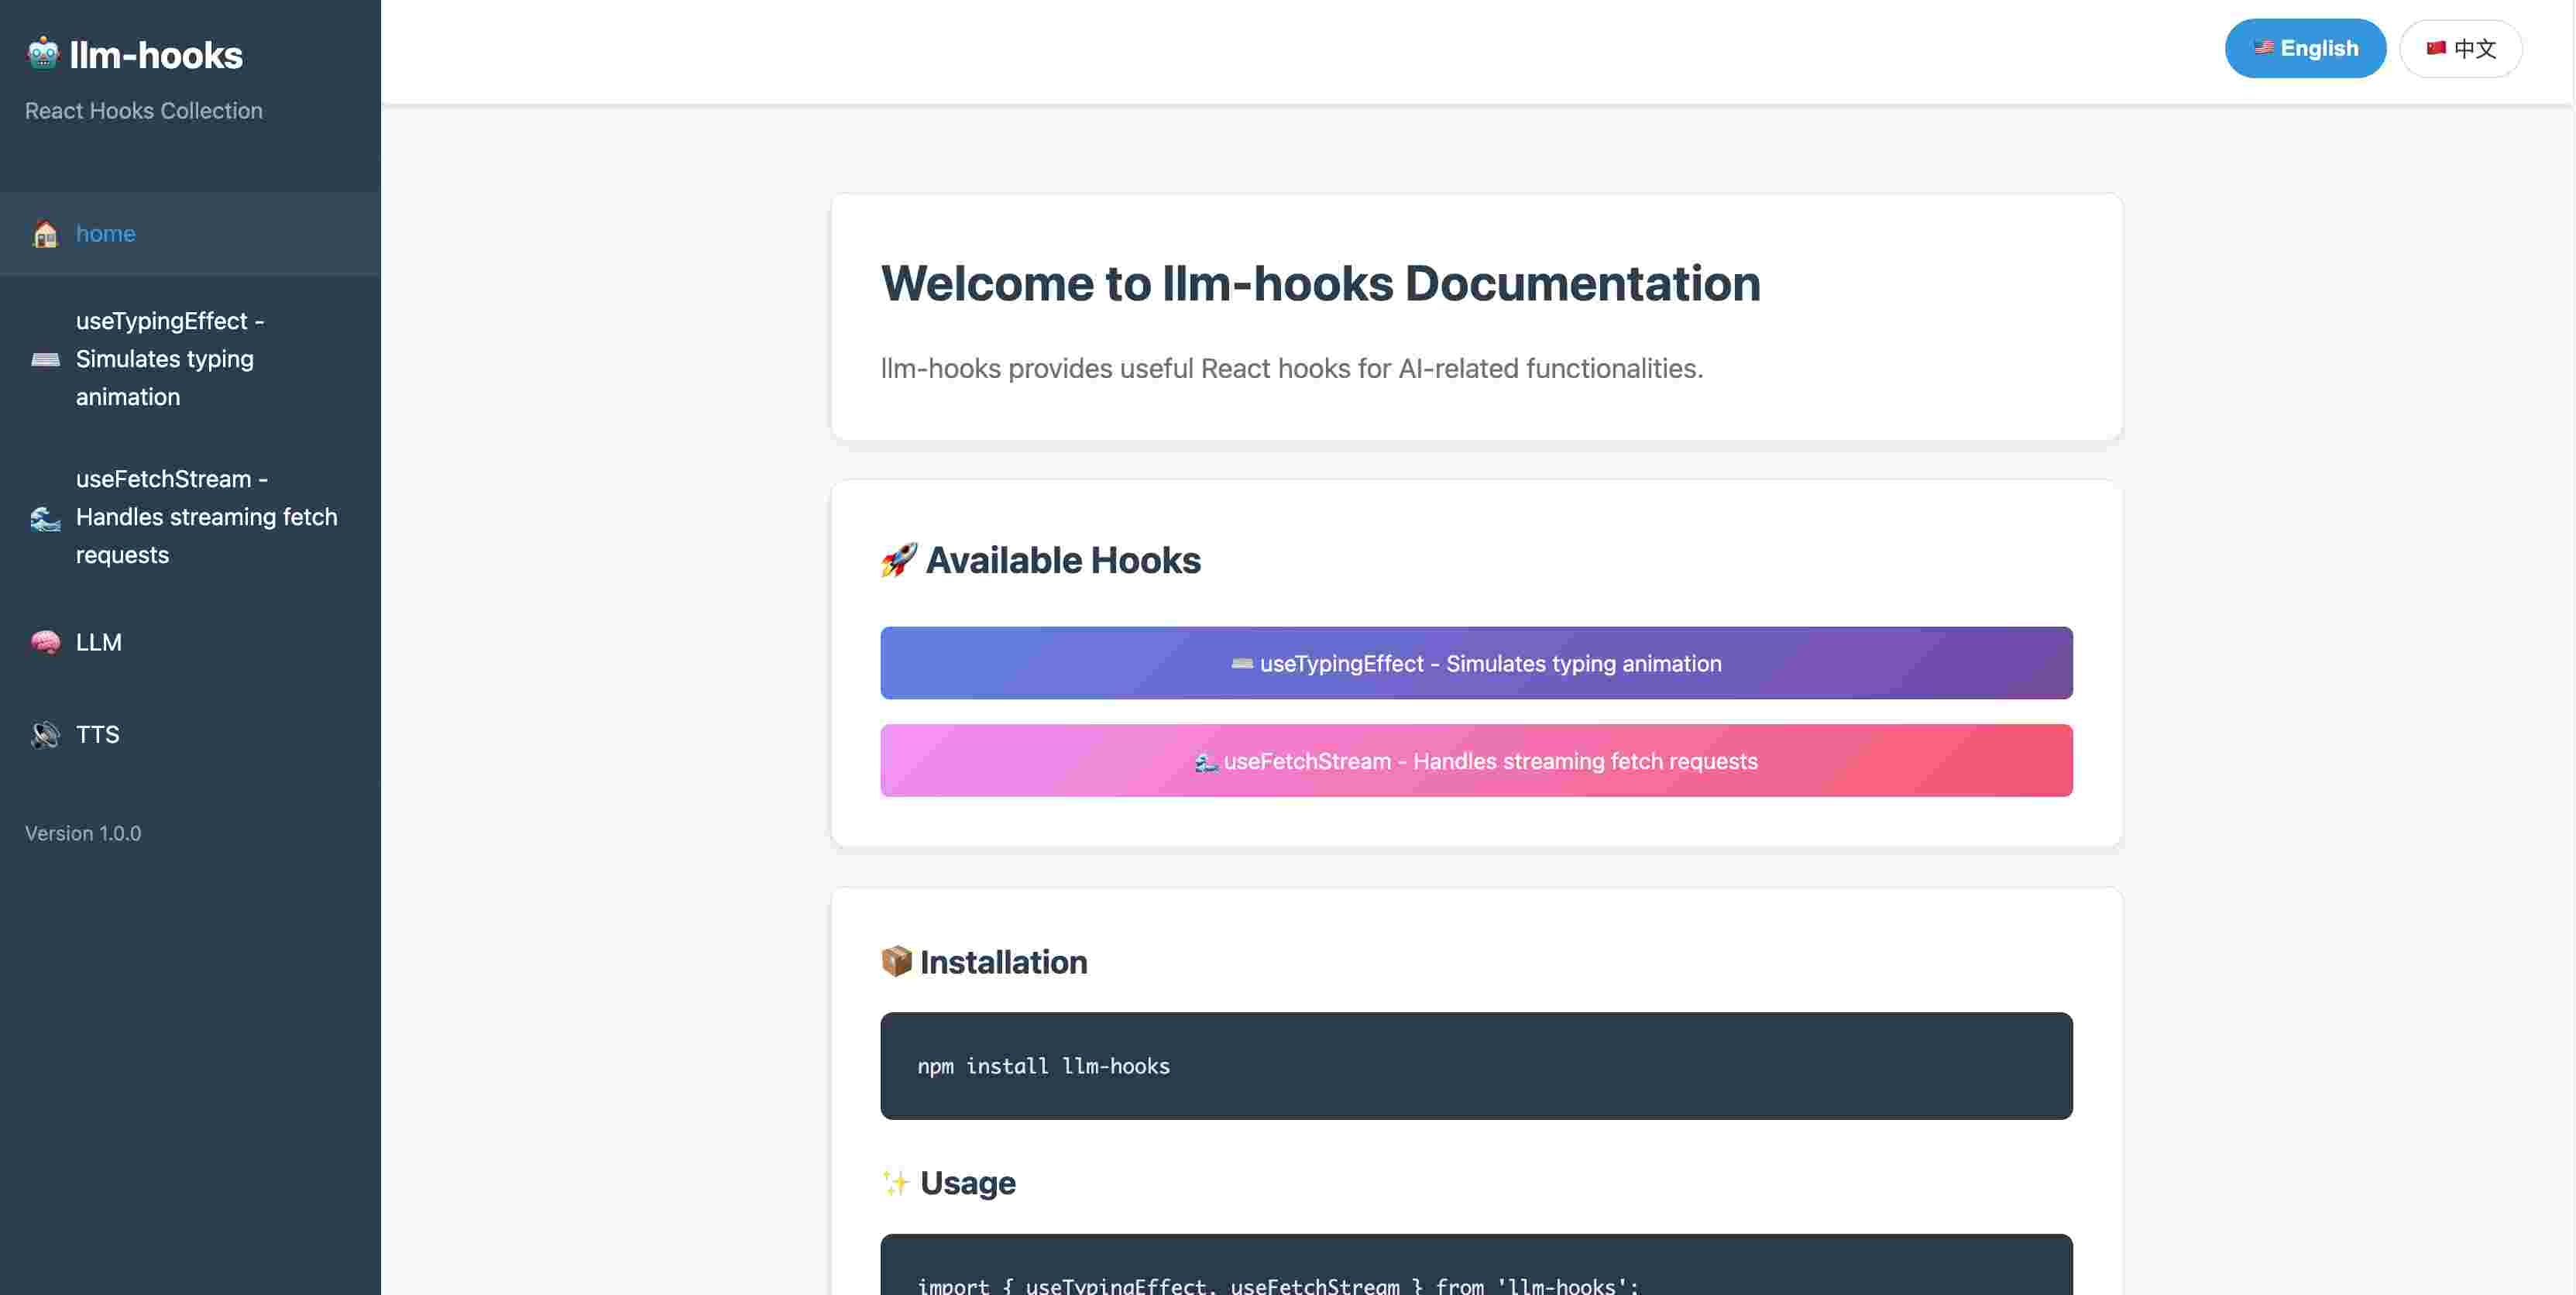 llm-hooks
React Hooks Collection
home
useTypingEffect -
Simulates typing
animation
useFetchStream -
Handles streaming fetch
requests
LLM
TTS
Version 1.0.0
English
中文
Welcome to llm-hooks Documentation
llm-hooks provides useful React hooks for AI-related functionalities.
Available Hooks
useTypingEffect - Simulates typing animation
useFetchStream - Handles streaming fetch requests
Installation
npm install llm-hooks
Usage
import { useTypingEffect, useFetchStream } from 'llm-hooks';